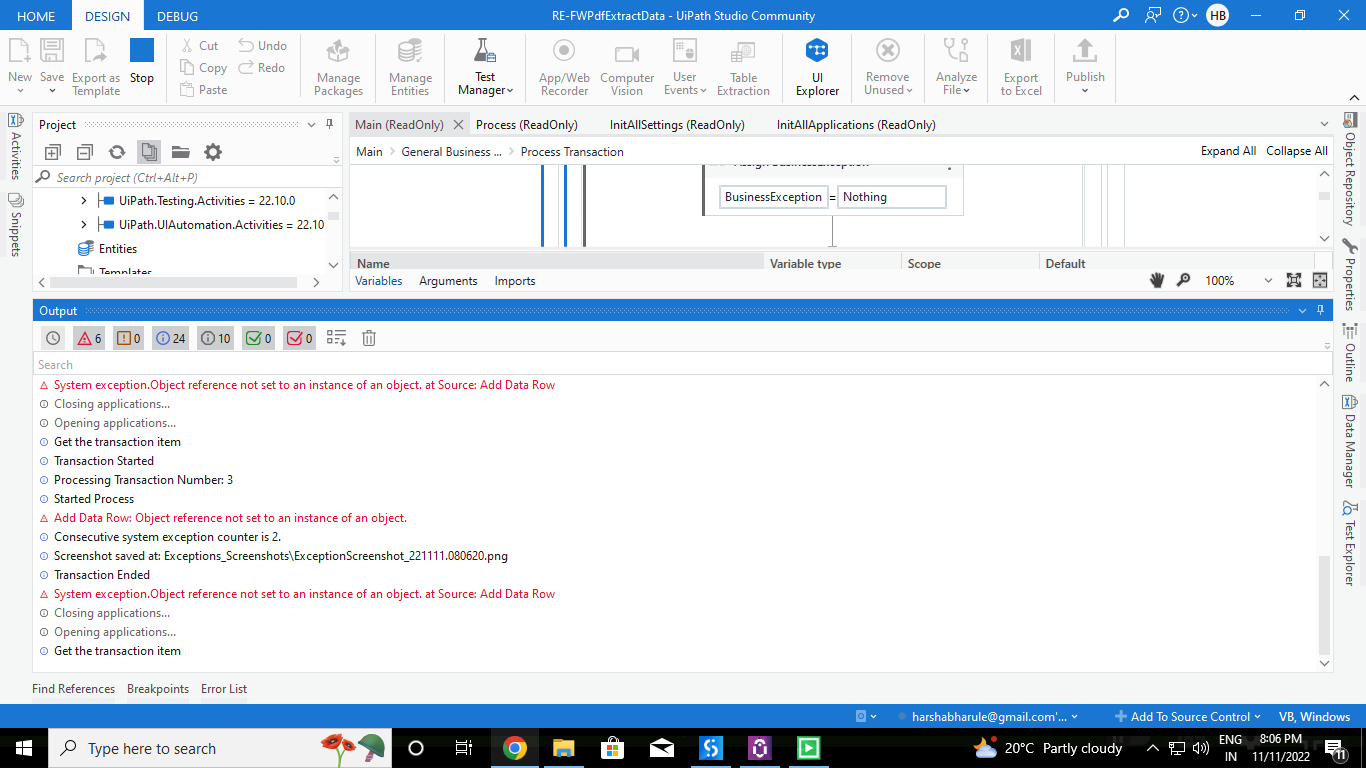 HOME DESIGN DEBUG
RE-FWPdfExtractData - UiPath Studio Community
HB
New
Save
Export as Template
Stop
Cut
Copy
Paste
Undo
Redo
Manage Packages
Manage Entities
Test Manager
App/Web Recorder
Computer Vision
User Events
Table Extraction
UI Explorer
Remove Unused
Analyze File
Export to Excel
Publish
Activities
Snippets
Project
Search project (Ctrl+Alt+P)
UiPath.Testing.Activities = 22.10.0
UiPath.UIAutomation.Activities = 22.10
Entities
Templates
Main (ReadOnly)
Process (ReadOnly)
InitAllSettings (ReadOnly)
InitAllApplications (ReadOnly)
Main > General Business ... > Process Transaction
Expand All Collapse All
Assign BusinessException
BusinessException = Nothing
Name Variable type Scope Default
Variables Arguments Imports
100%
Object Repository
Properties
Outline
Data Manager
Test Explorer
Output
6 0 24 10 0 0
Search
System exception.Object reference not set to an instance of an object. at Source: Add Data Row
Closing applications...
Opening applications...
Get the transaction item
Transaction Started
Processing Transaction Number: 3
Started Process
Add Data Row: Object reference not set to an instance of an object.
Consecutive system exception counter is 2.
Screenshot saved at: Exceptions_Screenshots\ExceptionScreenshot_221111.080620.png
Transaction Ended
System exception.Object reference not set to an instance of an object. at Source: Add Data Row
Closing applications...
Opening applications...
Get the transaction item
Find References Breakpoints Error List
harshabharule@gmail.com'...
Add To Source Control
VB, Windows
Type here to search
20°C Partly cloudy
ENG
IN
8:06 PM
11/11/2022
11